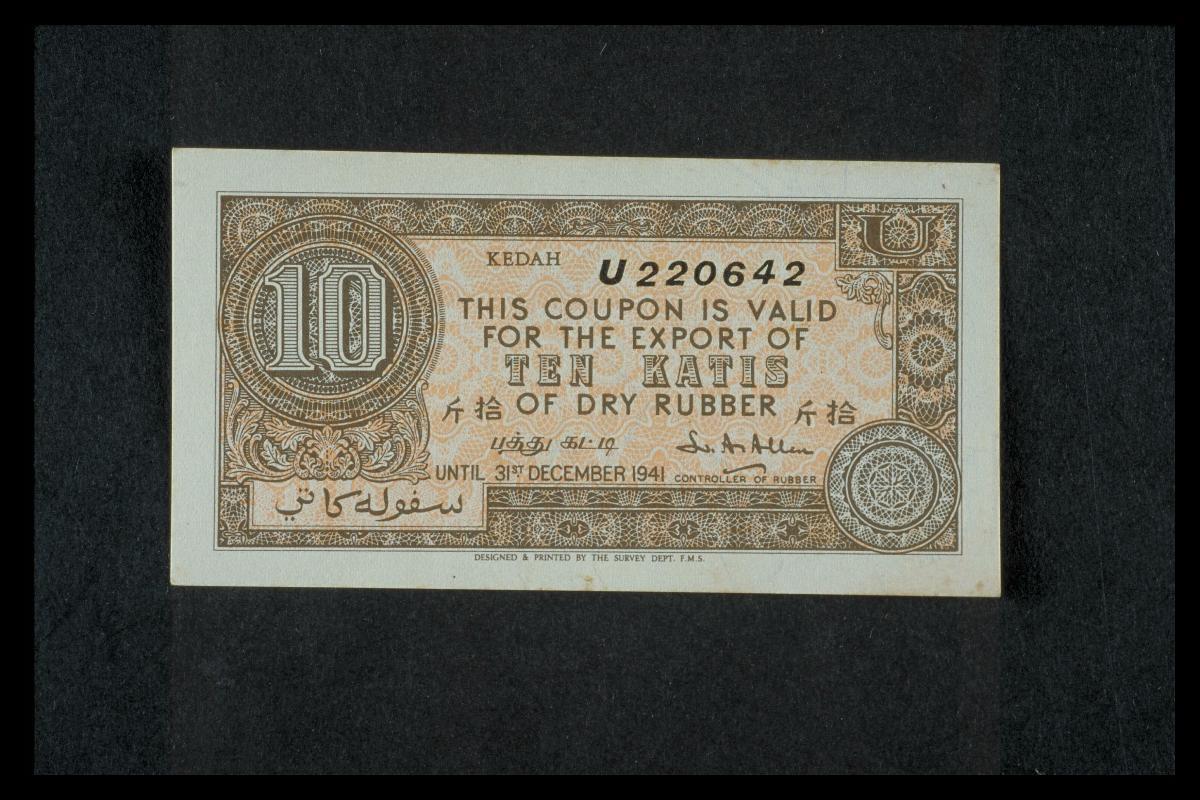 U
KEDAH U 220642
10
THIS COUPON IS VALID
FOR THE EXPORT OF
TEN KATIS
斤拾 OF DRY RUBBER 斤拾
பத்து கட்டி
UNTIL 31ST DECEMBER 1941 CONTROLLER OF RUBBER
سفوله كاتي
DESIGNED & PRINTED BY THE SURVEY DEPT. F.M.S.